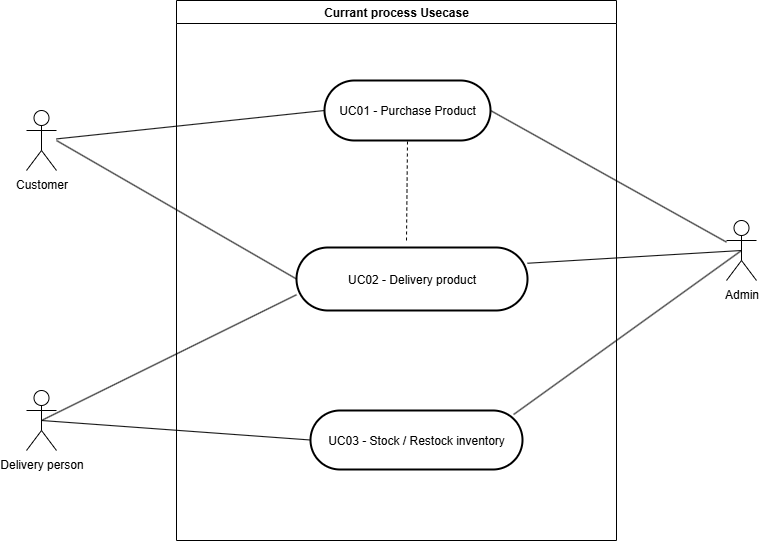 Currant process Usecase
UC01 - Purchase Product
Customer
UC02 - Delivery product
Admin
UC03 - Stock / Restock inventory
Delivery person